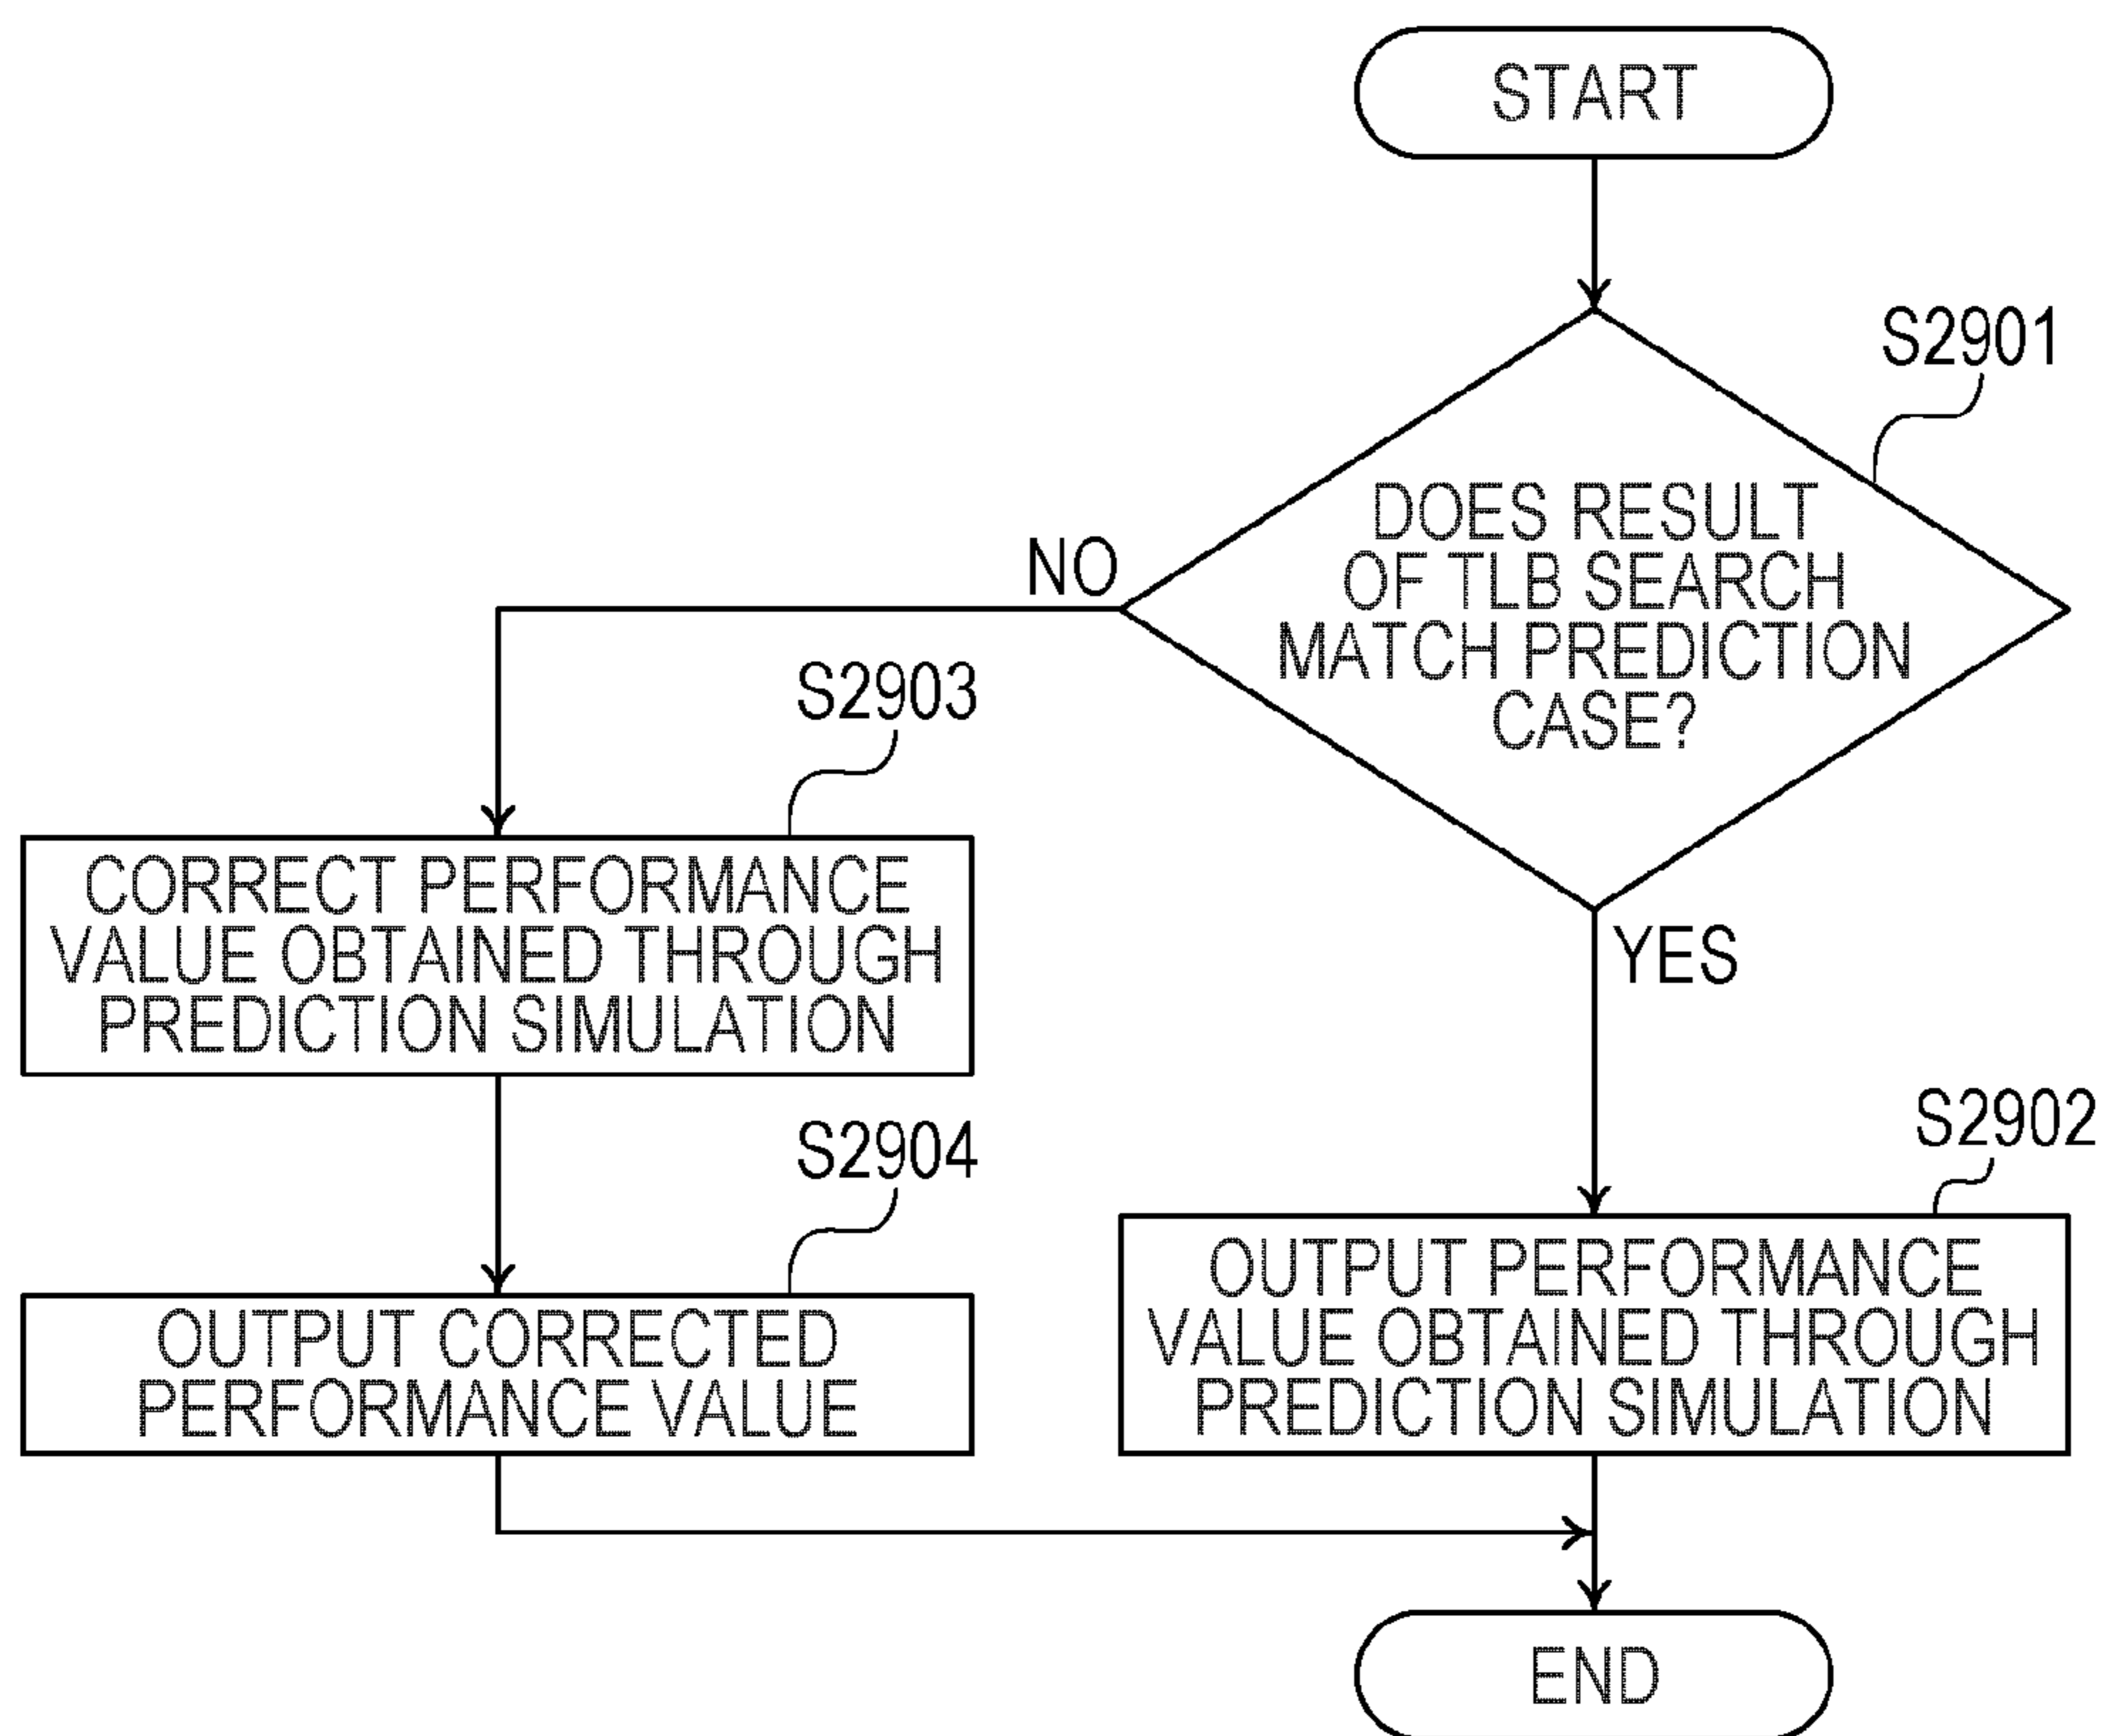 START
S2901
DOES RESULT
OF TLB SEARCH
MATCH PREDICTION
CASE?
NO
YES
S2903
CORRECT PERFORMANCE
VALUE OBTAINED THROUGH
PREDICTION SIMULATION
S2904
OUTPUT CORRECTED
PERFORMANCE VALUE
S2902
OUTPUT PERFORMANCE
VALUE OBTAINED THROUGH
PREDICTION SIMULATION
END